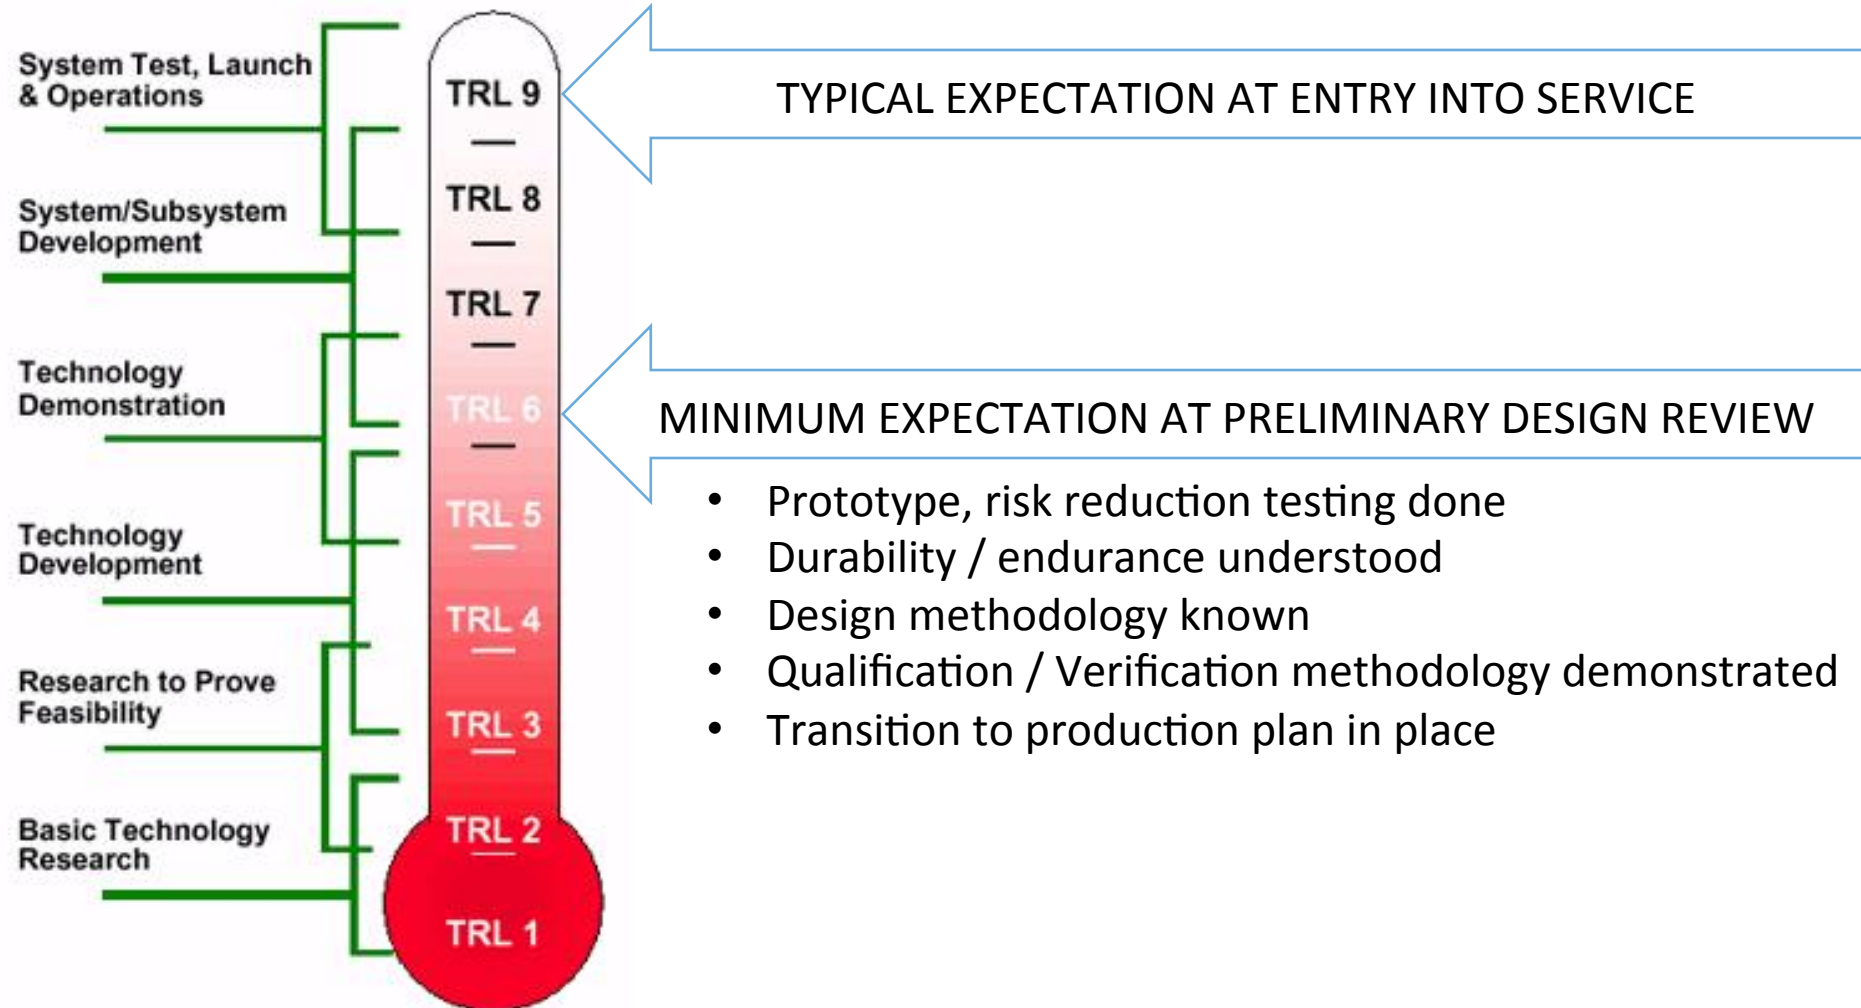 System Test, Launch
& Operations
System/Subsystem
Development
Technology
Demonstration
Technology
Development
Research to Prove
Feasibility
Basic Technology
Research
TRL 9
TRL 8
TRL 7
TRL 6
TRL 5
TRL 4
TRL 3
TRL 2
TRL 1
TYPICAL EXPECTATION AT ENTRY INTO SERVICE
MINIMUM EXPECTATION AT PRELIMINARY DESIGN REVIEW
• Prototype, risk reduction testing done
• Durability / endurance understood
• Design methodology known
• Qualification / Verification methodology demonstrated
• Transition to production plan in place